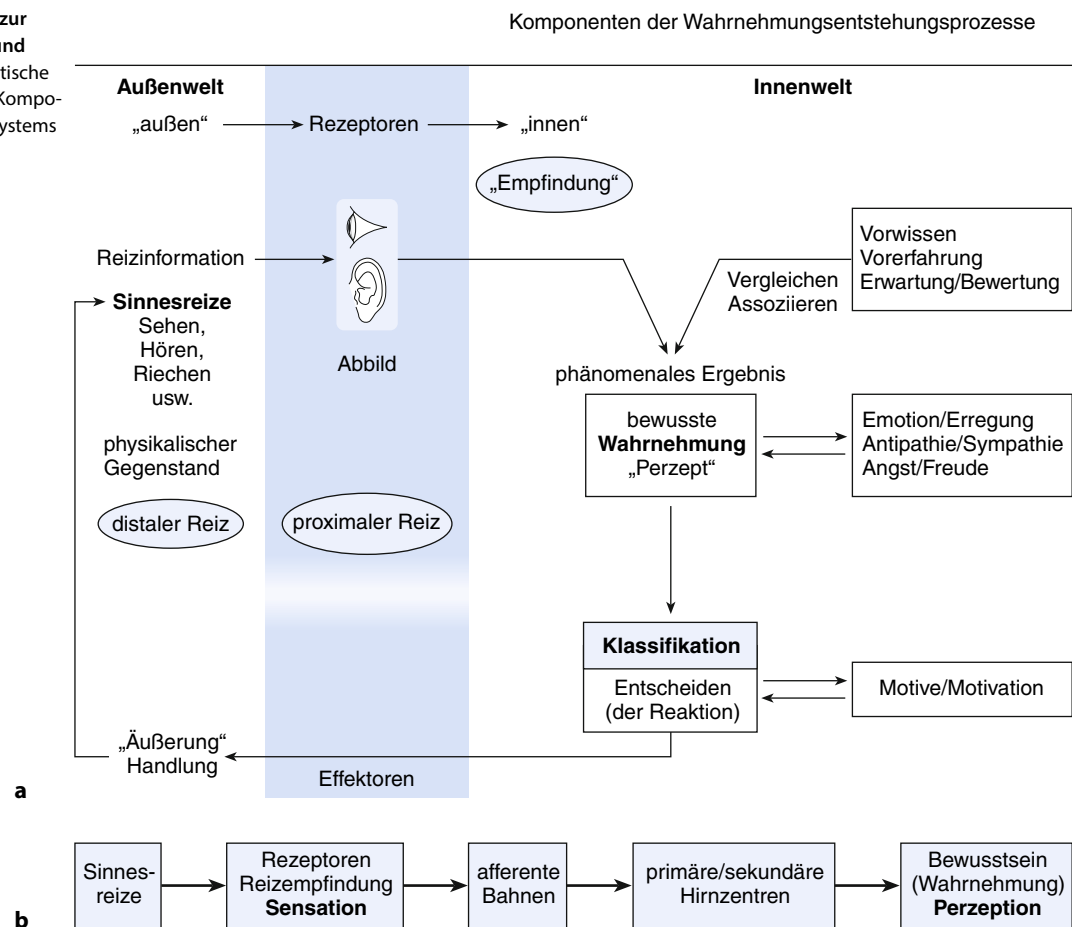 zur
und
tische
Kompo-
ystems
Komponenten der Wahrnehmungsentstehungsprozesse
Außenwelt
Innenwelt
„außen“
Rezeptoren
„innen“
„Empfindung“
Reizinformation
Sinnesreize
Sehen,
Hören,
Riechen
usw.
physikalischer
Gegenstand
distaler Reiz
Abbild
proximaler Reiz
Vorwissen
Vorerfahrung
Erwartung/Bewertung
Vergleichen
Assoziieren
phänomenales Ergebnis
bewusste
Wahrnehmung
„Perzept“
Emotion/Erregung
Antipathie/Sympathie
Angst/Freude
Klassifikation
Entscheiden
(der Reaktion)
Motive/Motivation
„Äußerung“
Handlung
Effektoren
a
Sinnes-
reize
Rezeptoren
Reizempfindung
Sensation
afferente
Bahnen
primäre/sekundäre
Hirnzentren
Bewusstsein
(Wahrnehmung)
Perzeption
b